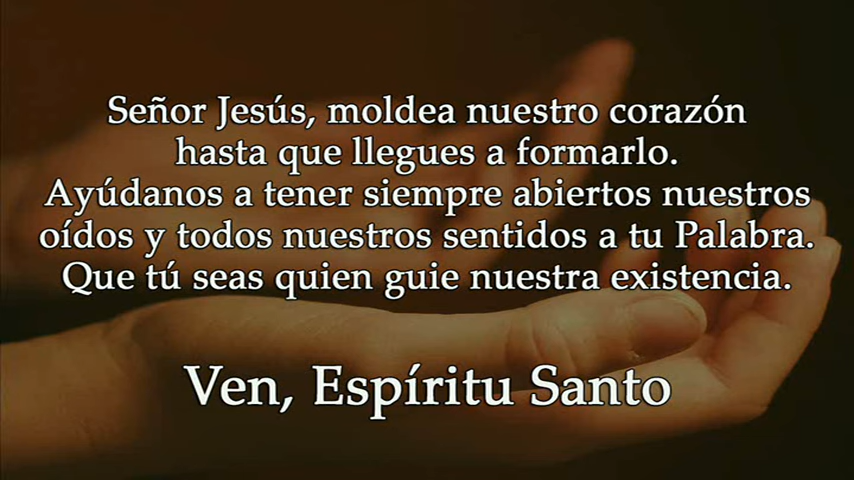 Señor Jesús, moldea nuestro corazón
hasta que llegues a formarlo.
Ayúdanos a tener siempre abiertos nuestros
oídos y todos nuestros sentidos a tu Palabra.
Que tú seas quien guie nuestra existencia.
Ven, Espíritu Santo